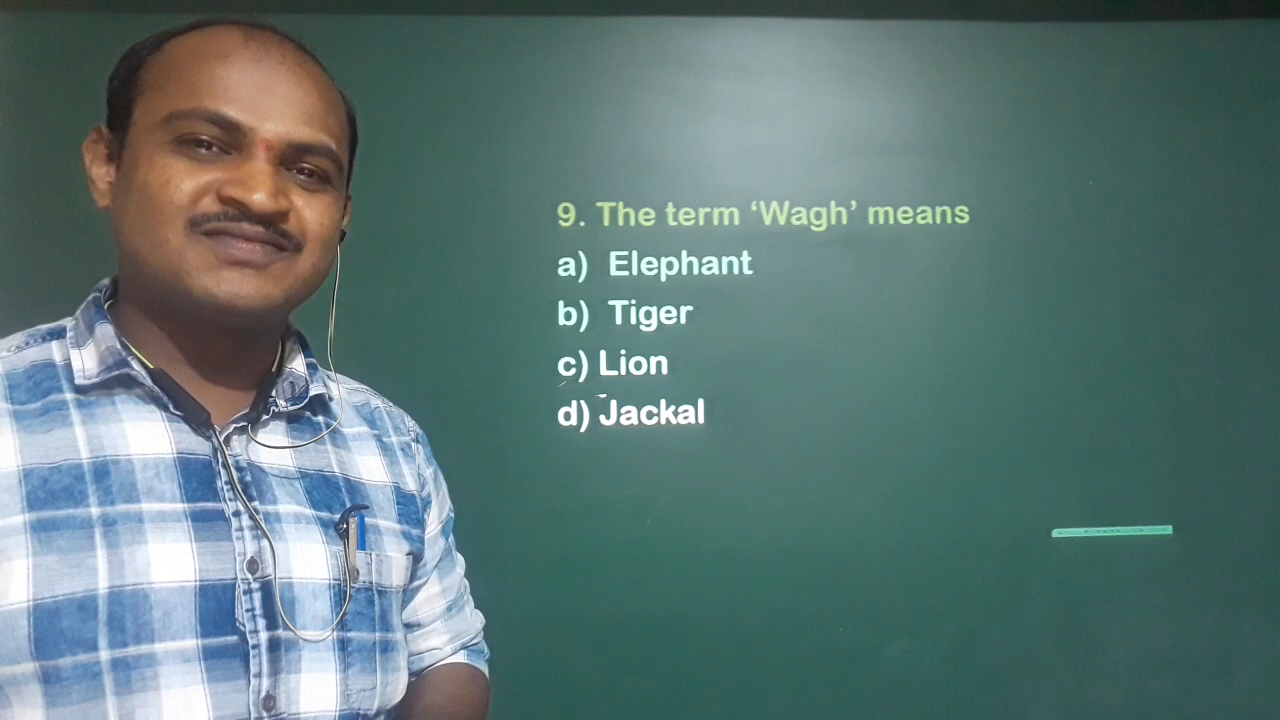 9. The term ‘Wagh’ means
a) Elephant
b) Tiger
c) Lion
d) Jackal